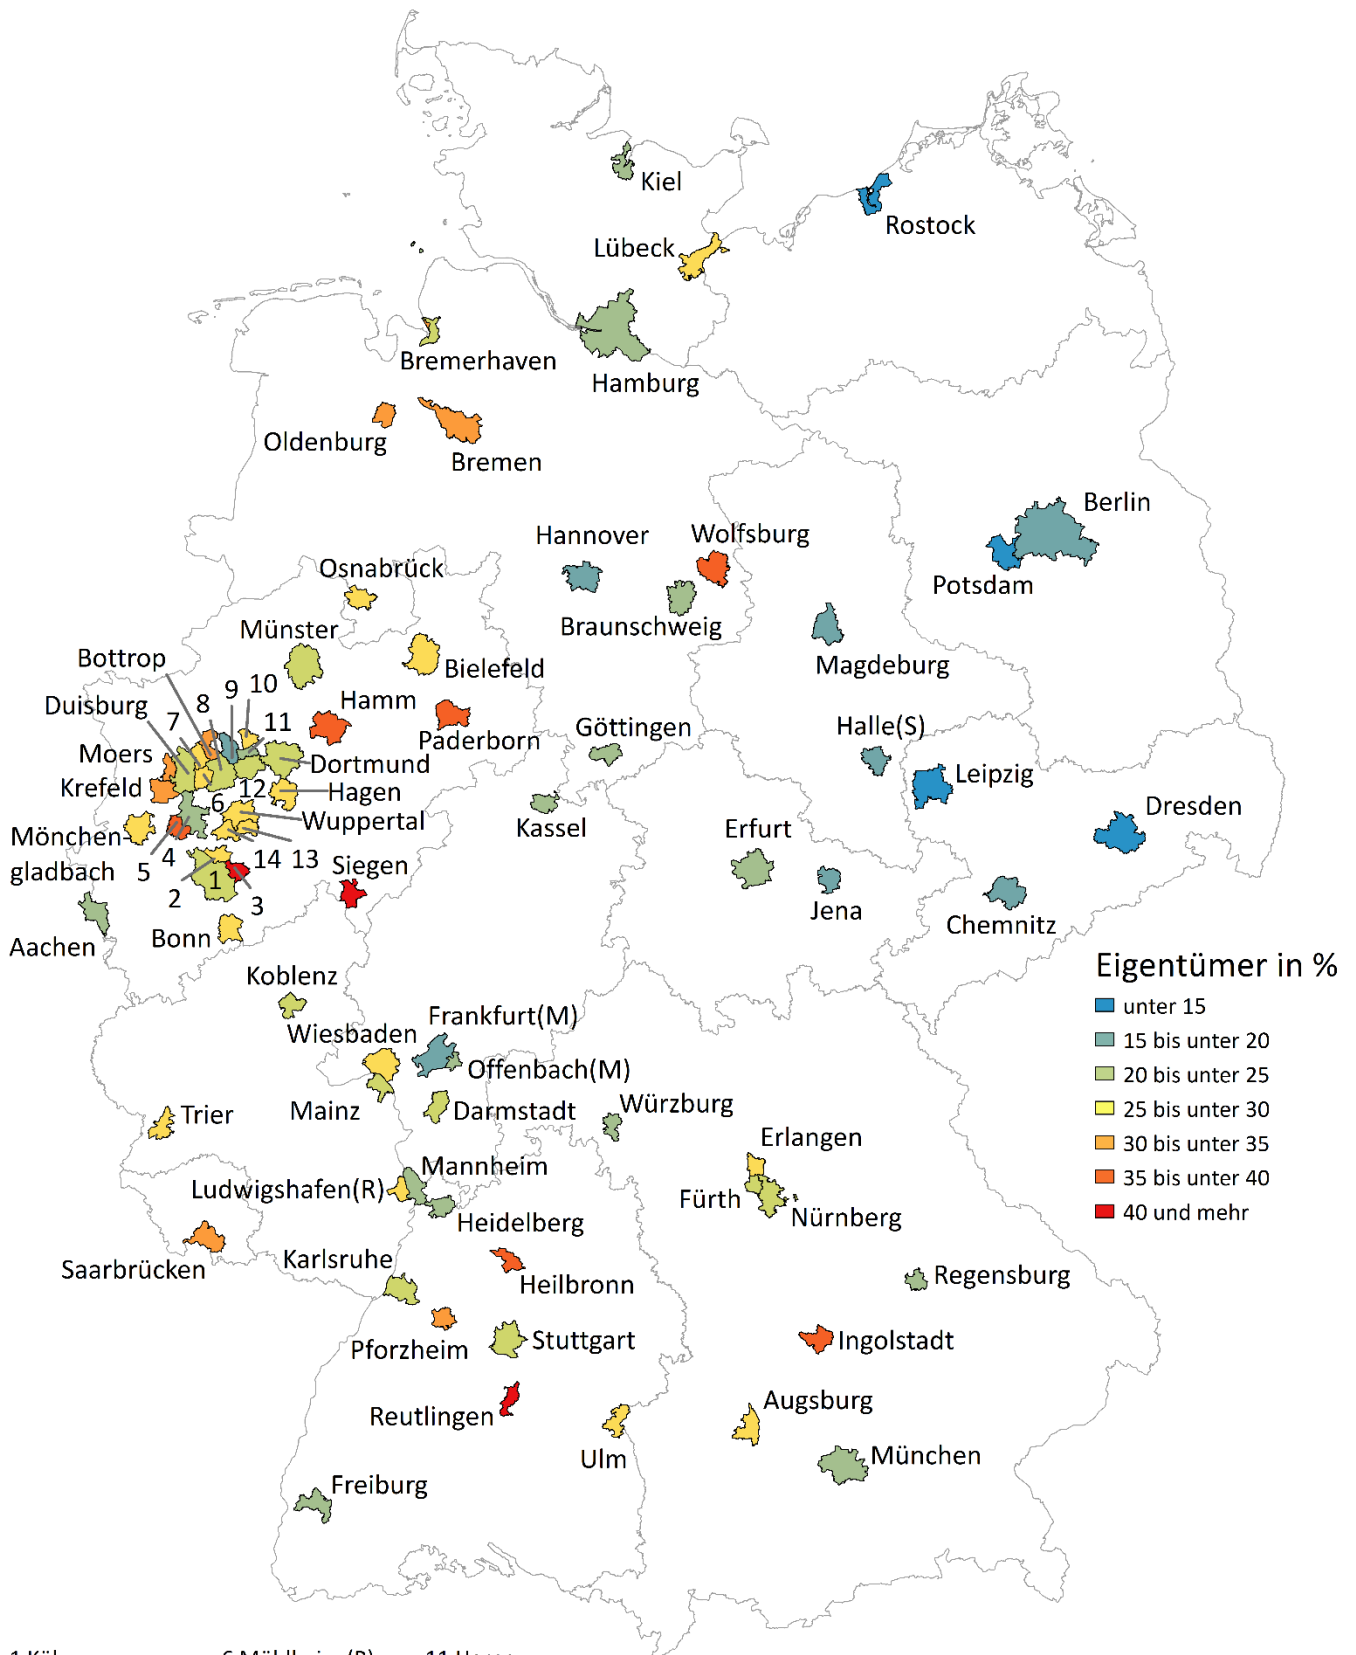 Kiel
Rostock
Lübeck
Bremerhaven
Hamburg
Oldenburg
Bremen
Berlin
Hannover
Wolfsburg
Potsdam
Osnabrück
Braunschweig
Münster
Magdeburg
Bottrop
Bielefeld
10
9
8
Hamm
Duisburg
7
11
Paderborn
Göttingen
Halle(S)
Moers
Dortmund
Leipzig
Krefeld
12
Hagen
6
Dresden
Wuppertal
Kassel
Erfurt
Mönchen-
gladbach
5
4
14
13
Siegen
1
2
3
Jena
Chemnitz
Aachen
Bonn
Eigentümer in %
Koblenz
unter 15
Frankfurt(M)
Wiesbaden
15 bis unter 20
Offenbach(M)
20 bis unter 25
Mainz
Darmstadt
Würzburg
25 bis unter 30
Trier
Erlangen
30 bis unter 35
Mannheim
35 bis unter 40
Ludwigshafen(R)
Fürth
40 und mehr
Heidelberg
Nürnberg
Saarbrücken
Karlsruhe
Heilbronn
Regensburg
Pforzheim
Stuttgart
Ingolstadt
Reutlingen
Augsburg
Ulm
München
Freiburg